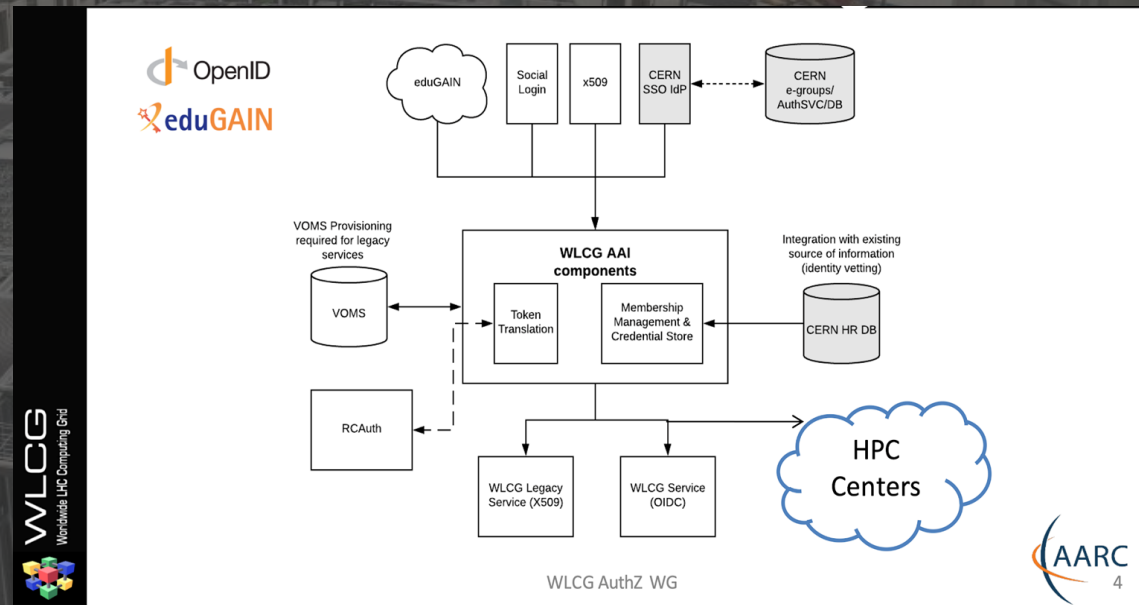 OpenID
eduGAIN
eduGAIN
Social
Login
x509
CERN
SSO IdP
CERN
e-groups/
AuthSVC/DB
VOMS Provisioning
required for legacy
services
VOMS
WLCG AAI
components
Token
Translation
Membership
Management &
Credential Store
Integration with existing
source of information
(identity vetting)
CERN HR DB
RCAuth
WLCG Legacy
Service (X509)
WLCG Service
(OIDC)
HPC
Centers
WLCG
Worldwide LHC Computing Grid
WLCG AuthZ WG
AARC
4